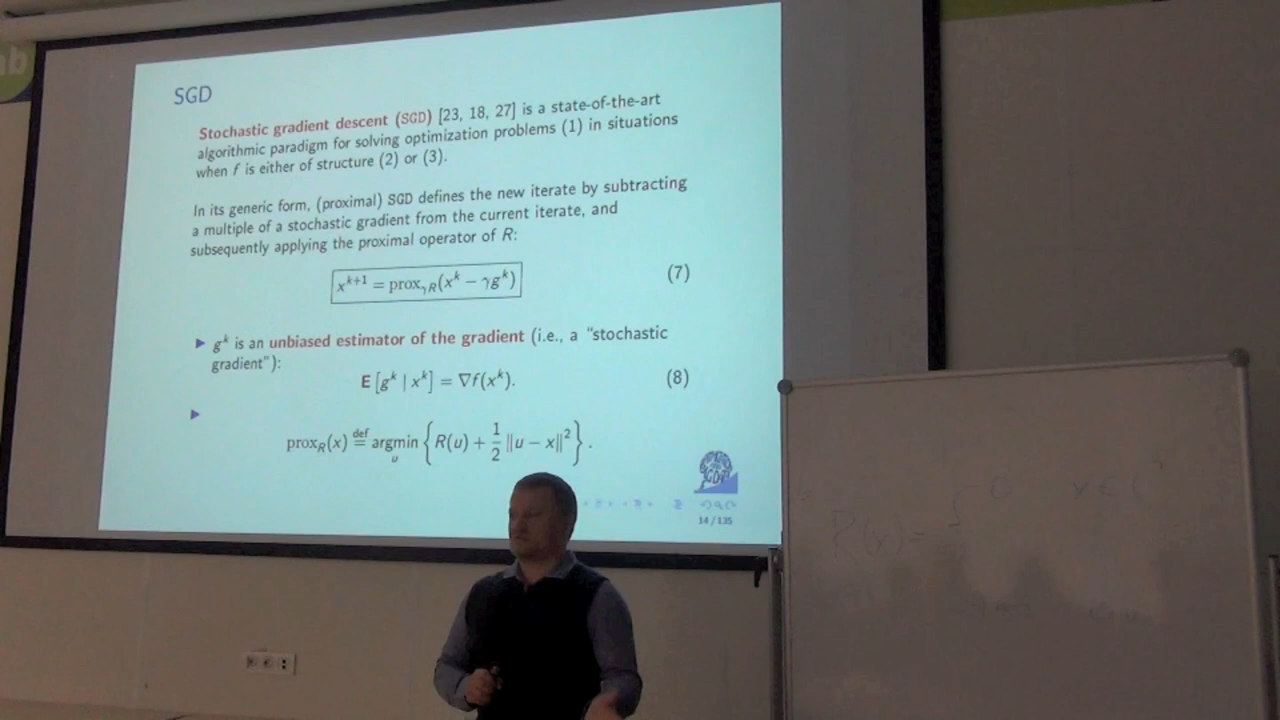 SGD
Stochastic gradient descent (SGD) [23, 18, 27] is a state-of-the-art
algorithmic paradigm for solving optimization problems (1) in situations
when f is either of structure (2) or (3).
In its generic form, (proximal) SGD defines the new iterate by subtracting
a multiple of a stochastic gradient from the current iterate, and
subsequently applying the proximal operator of R:
x^{k+1} = prox_{γR}(x^k − γg^k) (7)
▶ g^k is an unbiased estimator of the gradient (i.e., a "stochastic
gradient"):
E [g^k | x^k] = ∇f(x^k). (8)
▶
prox_R(x) ≝ argmin_u { R(u) + 1/2 ‖u − x‖² } .
SGD
14 / 135
R(x) = { 0